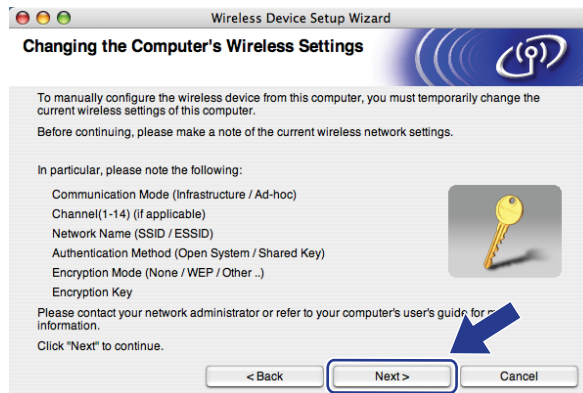 Wireless Device Setup Wizard
Changing the Computer's Wireless Settings
To manually configure the wireless device from this computer, you must temporarily change the
current wireless settings of this computer.
Before continuing, please make a note of the current wireless network settings.
In particular, please note the following:
Communication Mode (Infrastructure / Ad-hoc)
Channel(1-14) (if applicable)
Network Name (SSID / ESSID)
Authentication Method (Open System / Shared Key)
Encryption Mode (None / WEP / Other ..)
Encryption Key
Please contact your network administrator or refer to your computer's user's guide for
information.
Click "Next" to continue.
< Back Next > Cancel